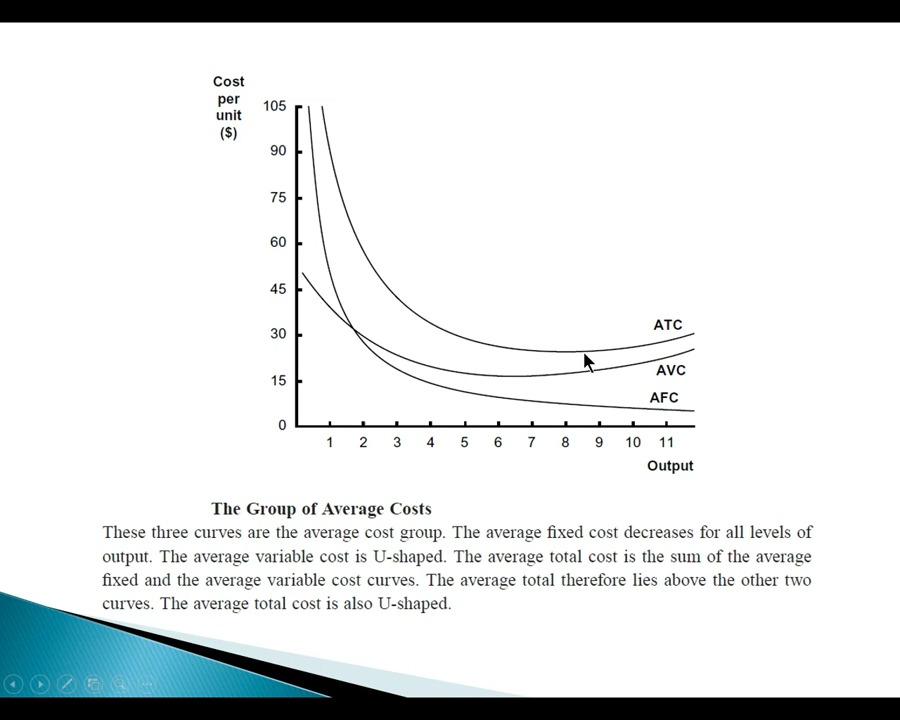 Cost
per
unit
($)
105
90
75
60
45
30
15
0
ATC
AVC
AFC
1 2 3 4 5 6 7 8 9 10 11
Output
The Group of Average Costs
These three curves are the average cost group. The average fixed cost decreases for all levels of
output. The average variable cost is U-shaped. The average total cost is the sum of the average
fixed and the average variable cost curves. The average total therefore lies above the other two
curves. The average total cost is also U-shaped.